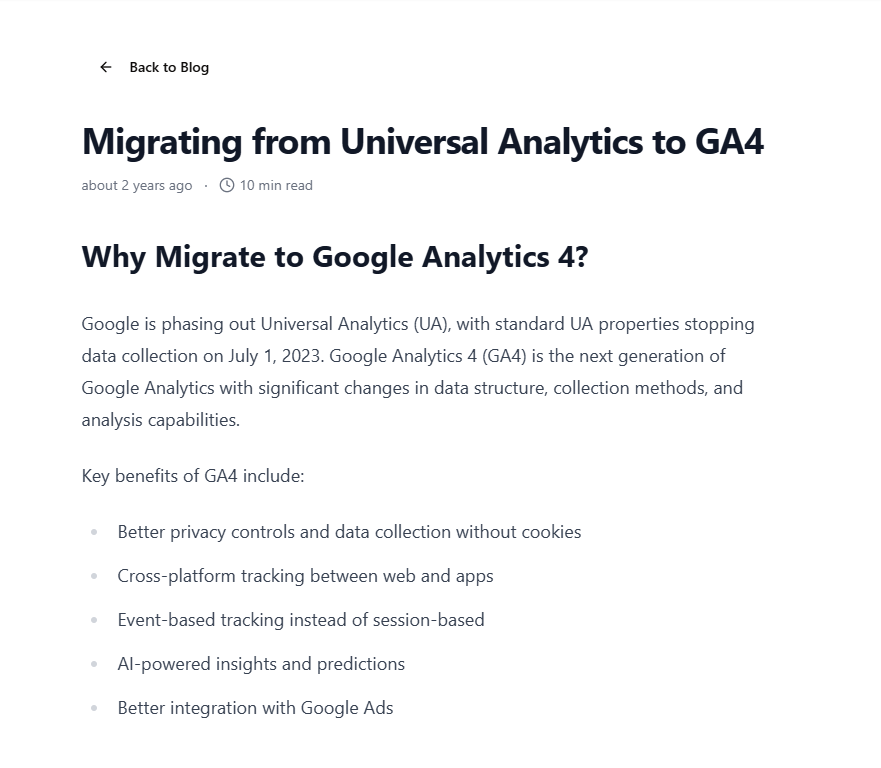 Back to Blog
Migrating from Universal Analytics to GA4
about 2 years ago · 10 min read
Why Migrate to Google Analytics 4?
Google is phasing out Universal Analytics (UA), with standard UA properties stopping
data collection on July 1, 2023. Google Analytics 4 (GA4) is the next generation of
Google Analytics with significant changes in data structure, collection methods, and
analysis capabilities.
Key benefits of GA4 include:
Better privacy controls and data collection without cookies
Cross-platform tracking between web and apps
Event-based tracking instead of session-based
AI-powered insights and predictions
Better integration with Google Ads